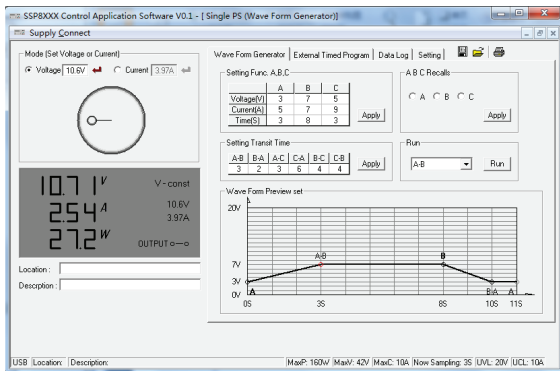 SSP8XXX Control Application Software V0.1 - [ Single PS (Wave Form Generator)]
Supply Connect
Mode (Set Voltage or Current)
Voltage 10.6V Current 3.97A
10.71 V V-const
2.54 A 10.6V
3.97A
27.2 W OUTPUT
Location :
Descrption :
Wave Form Generator External Timed Program Data Log Setting
Setting Func. A,B,C
A B C
Voltage(V) 3 7 5
Current(A) 5 7 9
Time(S) 3 8 3
Apply
A B C Recalls
A B C
Apply
Setting Transit Time
A-B B-A A-C C-A B-C C-B
3 2 3 6 4 4
Apply
Run
A-B Run
Wave Form Preview set
20V
A-B B
7V
3V
0V A B-A A
0S 3S 8S 10S 11S
USB Location: Description: MaxP: 160W MaxV: 42V MaxC: 10A Now Sampling: 3S UVL: 20V UCL: 10A